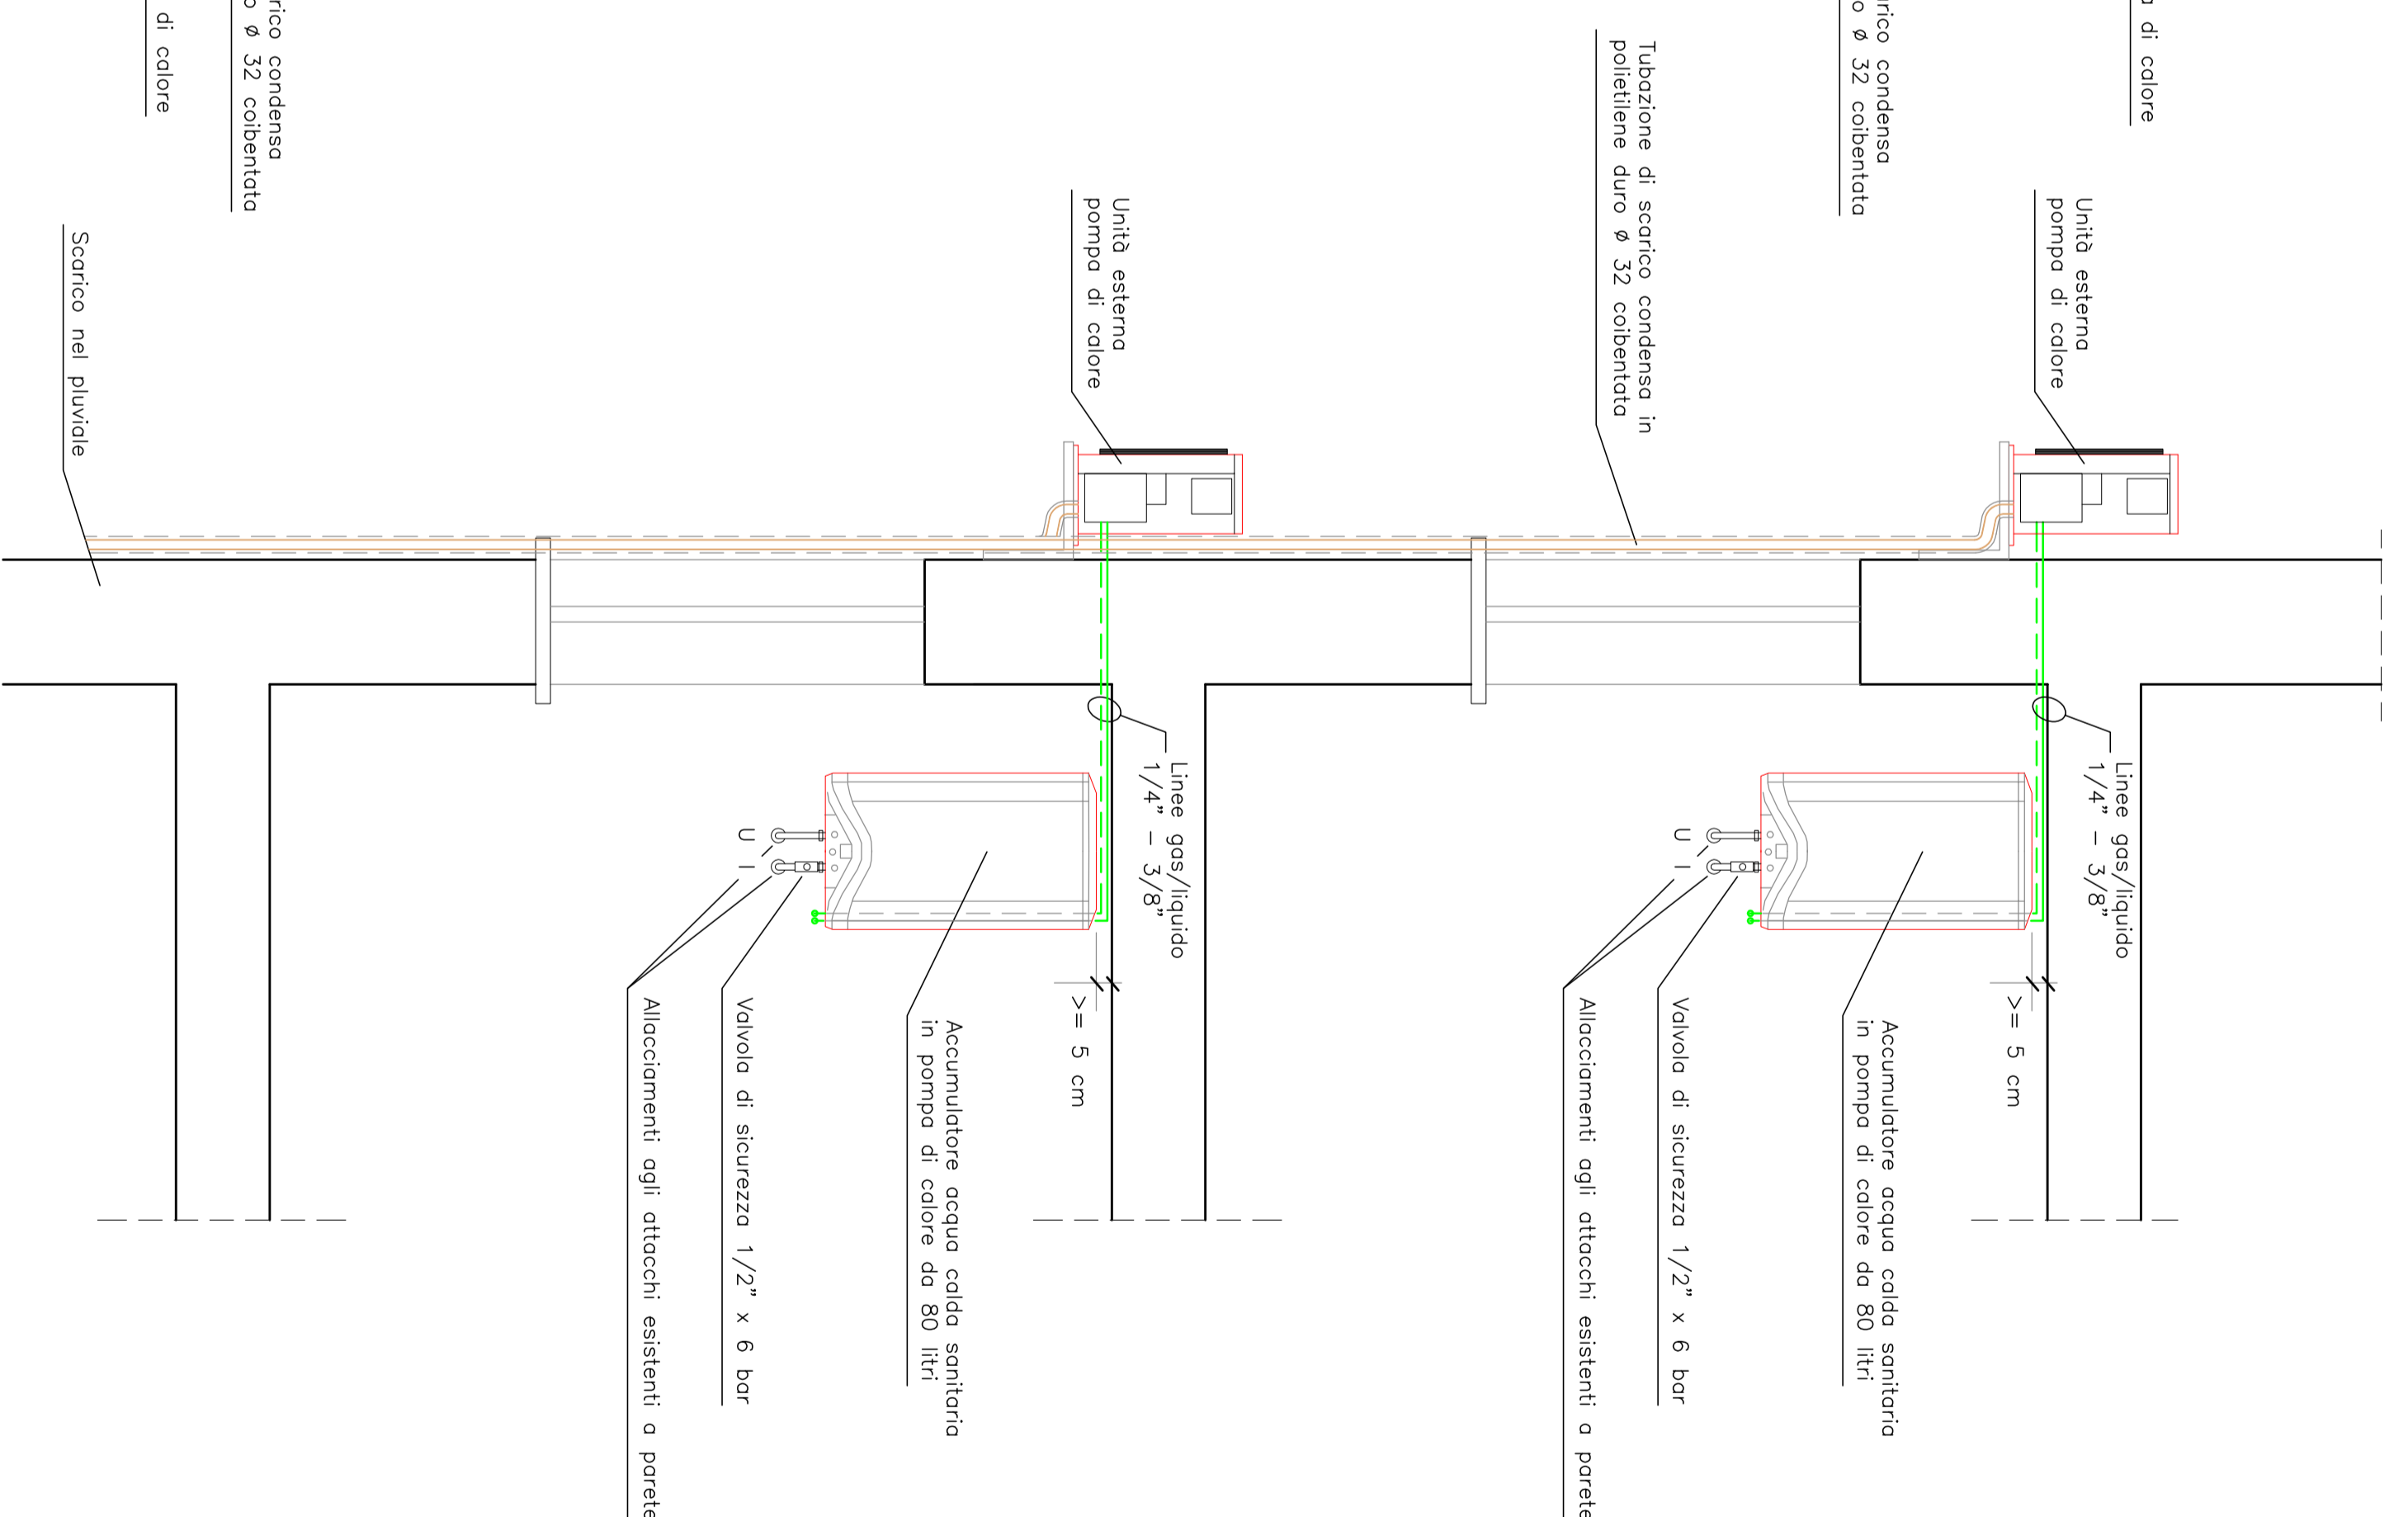 di calore
Unità esterna
pompa di calore
Linee gas/liquido
1/4” – 3/8”
>= 5 cm
rico condensa
o ø 32 coibentata
Accumulatore acqua calda sanitaria
in pompa di calore da 80 litri
U I
Valvola di sicurezza 1/2” x 6 bar
Tubazione di scarico condensa in
polietilene duro ø 32 coibentata
Allacciamenti agli attacchi esistenti a parete
Unità esterna
pompa di calore
Linee gas/liquido
1/4” – 3/8”
>= 5 cm
Accumulatore acqua calda sanitaria
in pompa di calore da 80 litri
U I
Valvola di sicurezza 1/2” x 6 bar
Allacciamenti agli attacchi esistenti a parete
rico condensa
o ø 32 coibentata
di calore
Scarico nel pluviale